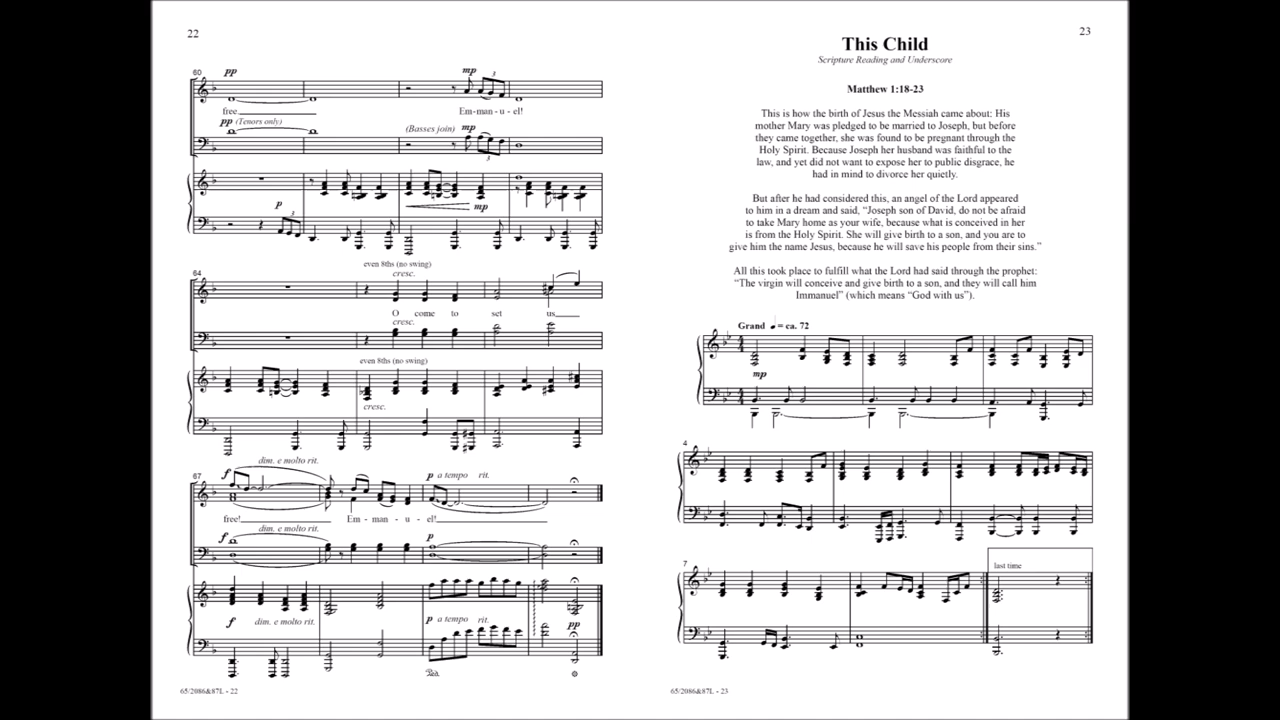 22
60
pp
mp
3
free.
Em-man - u - el!
pp (Tenors only)
(Basses join) mp
3
p
3
mp
even 8ths (no swing)
64
cresc.
O come to set us
cresc.
even 8ths (no swing)
cresc.
dim. e molto rit.
67
f
p a tempo rit.
free!
Em - man - u - el!
dim. e molto rit.
f
p
f dim. e molto rit.
p a tempo rit.
pp
Ped.
65/2086&87L - 22
23
This Child
Scripture Reading and Underscore
Matthew 1:18-23
This is how the birth of Jesus the Messiah came about: His
mother Mary was pledged to be married to Joseph, but before
they came together, she was found to be pregnant through the
Holy Spirit. Because Joseph her husband was faithful to the
law, and yet did not want to expose her to public disgrace, he
had in mind to divorce her quietly.
But after he had considered this, an angel of the Lord appeared
to him in a dream and said, “Joseph son of David, do not be afraid
to take Mary home as your wife, because what is conceived in her
is from the Holy Spirit. She will give birth to a son, and you are to
give him the name Jesus, because he will save his people from their sins.”
All this took place to fulfill what the Lord had said through the prophet:
“The virgin will conceive and give birth to a son, and they will call him
Immanuel” (which means “God with us”).
Grand ♩ = ca. 72
mp
4
7
last time
65/2086&87L - 23